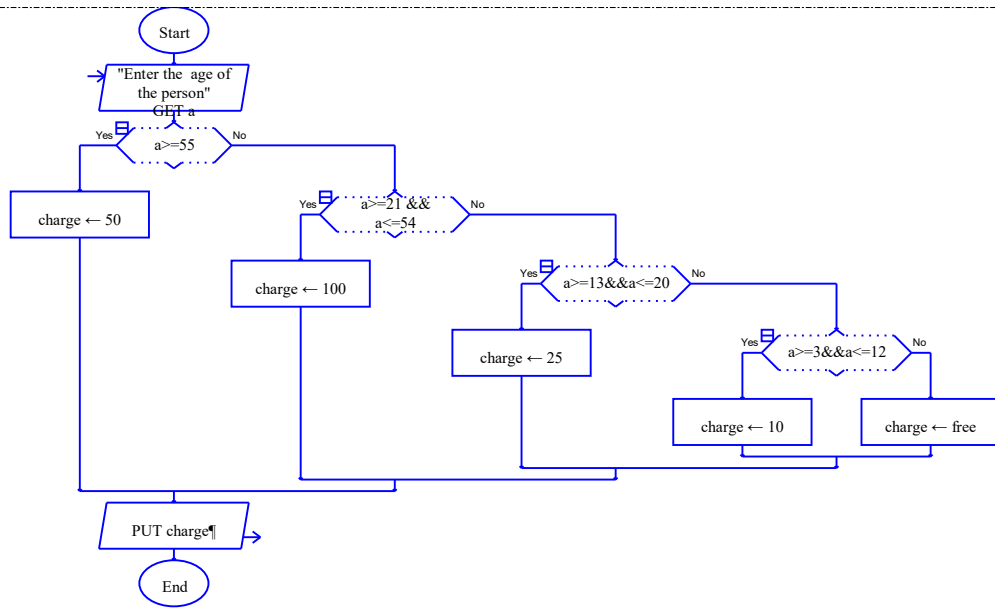 Start
"Enter the age of
the person"
GET a
Yes
a>=55
No
charge ← 50
Yes
a>=21 &&
a<=54
No
charge ← 100
Yes
a>=13&&a<=20
No
charge ← 25
Yes
a>=3&&a<=12
No
charge ← 10
charge ← free
PUT charge¶
End